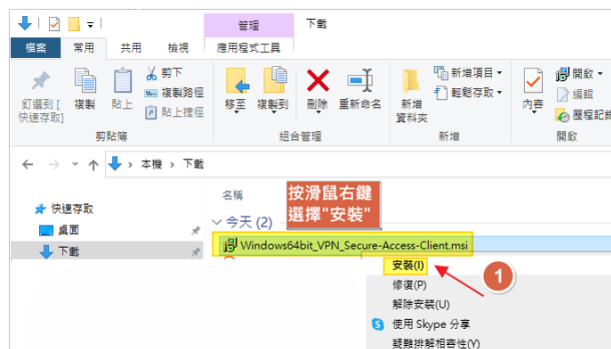 管理
下載
檔案
常用
共用
檢視
應用程式工具
釘選到 [
快速存取]
複製
貼上
剪下
複製路徑
貼上捷徑
剪貼簿
移至
複製到
刪除
重新命名
組合管理
新增
資料夾
新增項目
輕鬆存取
新增
內容
開啟
編輯
歷程記錄
開啟
本機 › 下載
名稱
按滑鼠右鍵
選擇"安裝"
快速存取
今天 (2)
桌面
下載
Windows64bit_VPN_Secure-Access-Client.msi
安裝(I)
1
修復(P)
解除安裝(U)
使用 Skype 分享
疑難排解相容性(Y)